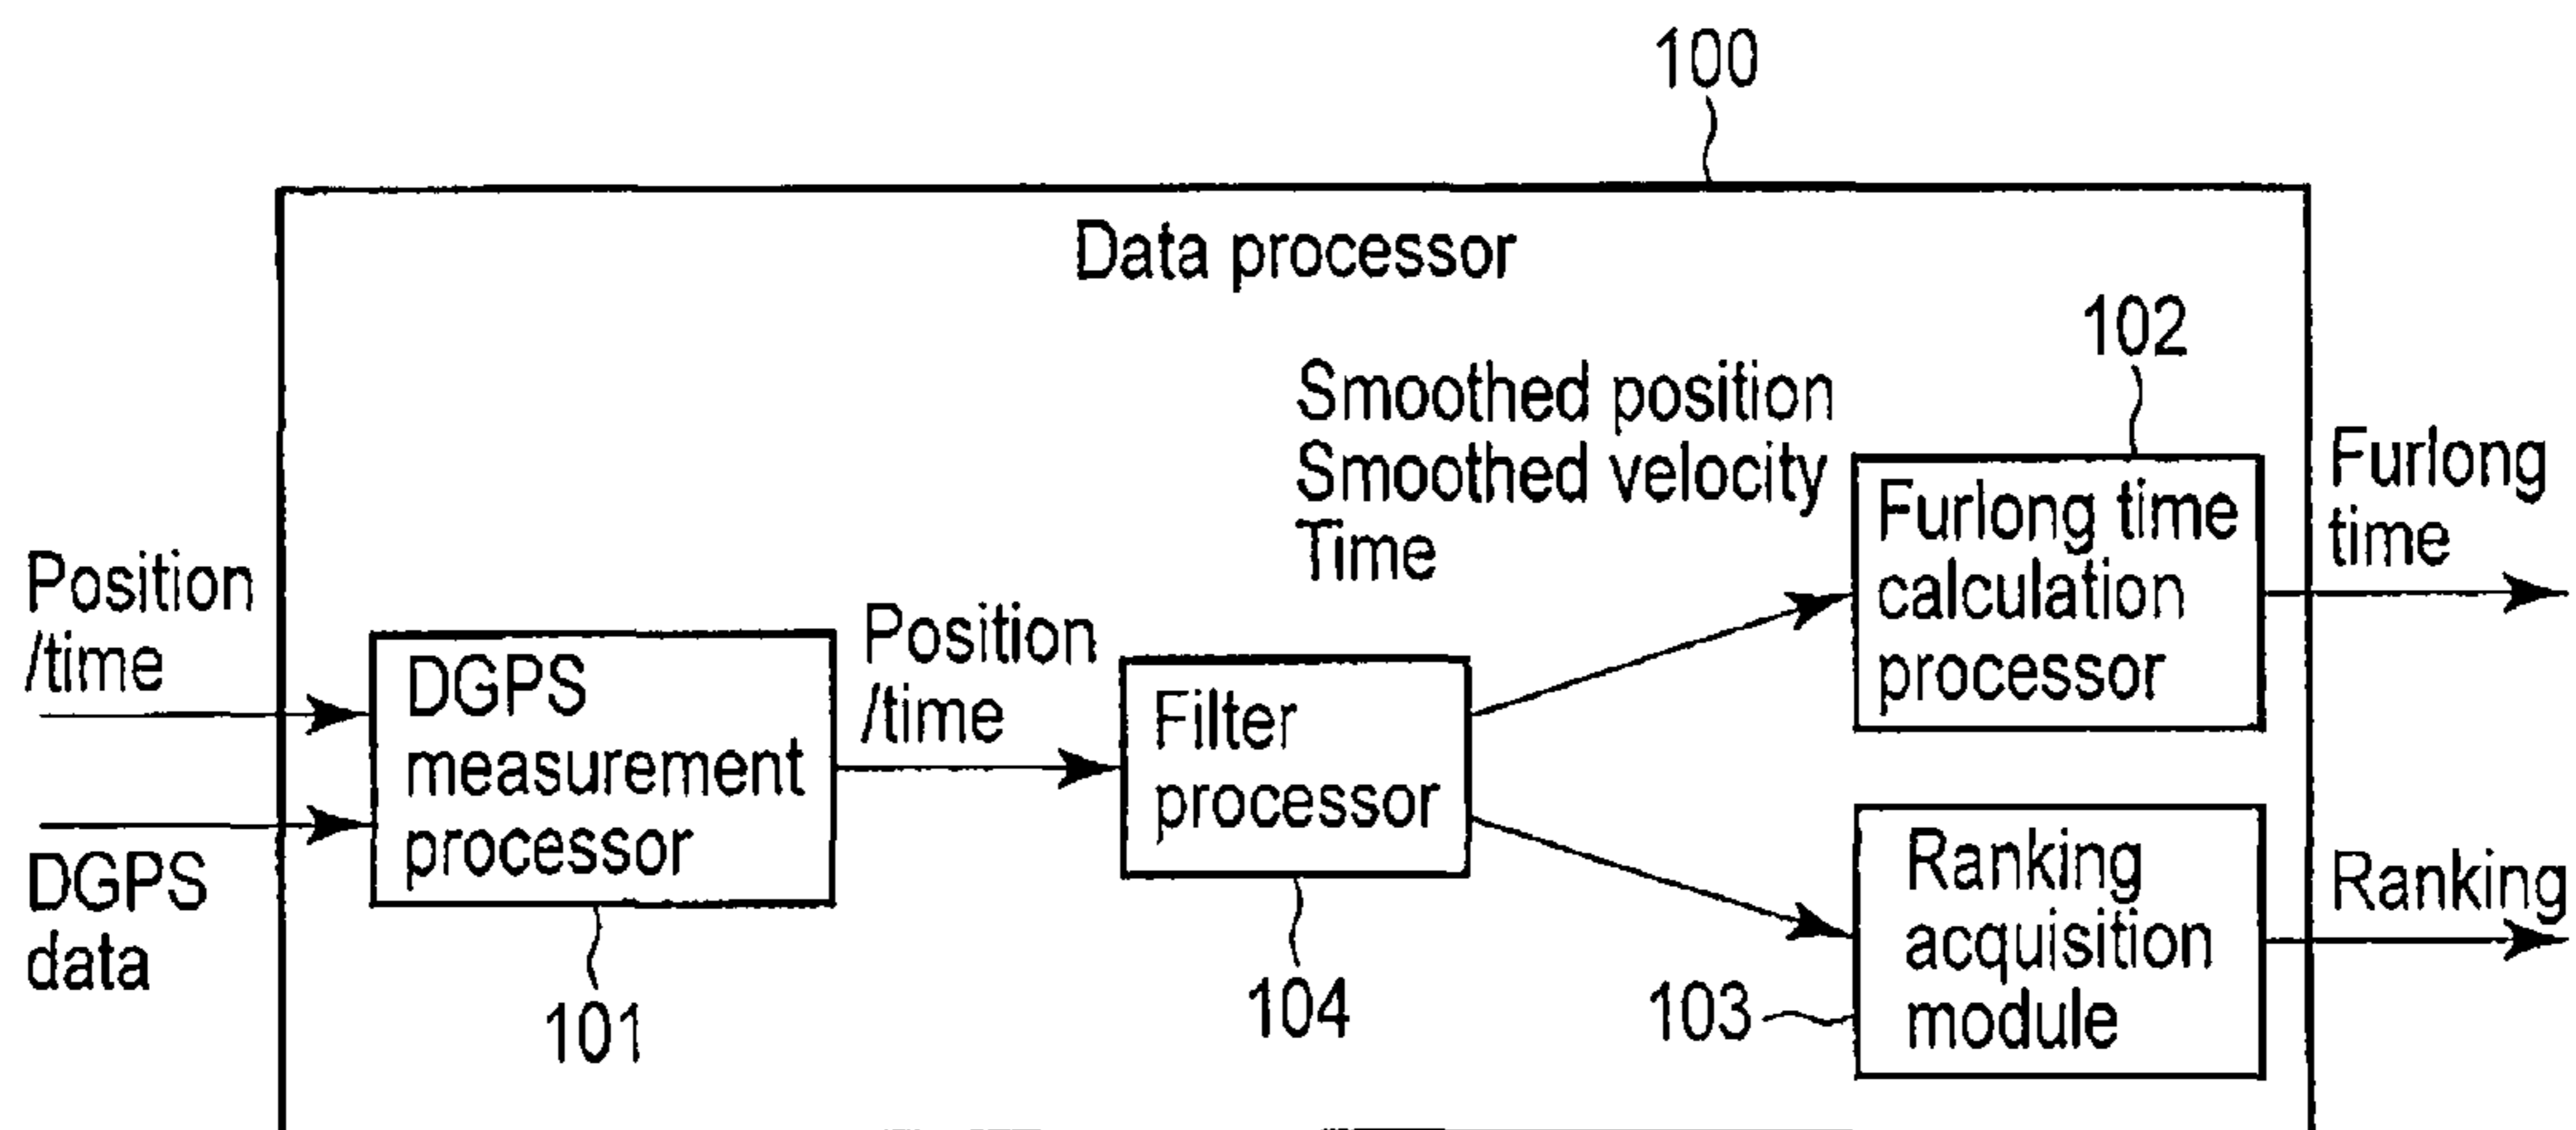 100
Data processor
102
Smoothed position
Smoothed velocity
Time
Furlong time
calculation
processor
Furlong
time
Position
/time
DGPS
measurement
processor
Position
/time
Filter
processor
DGPS
data
101
104
103
Ranking
acquisition
module
Ranking